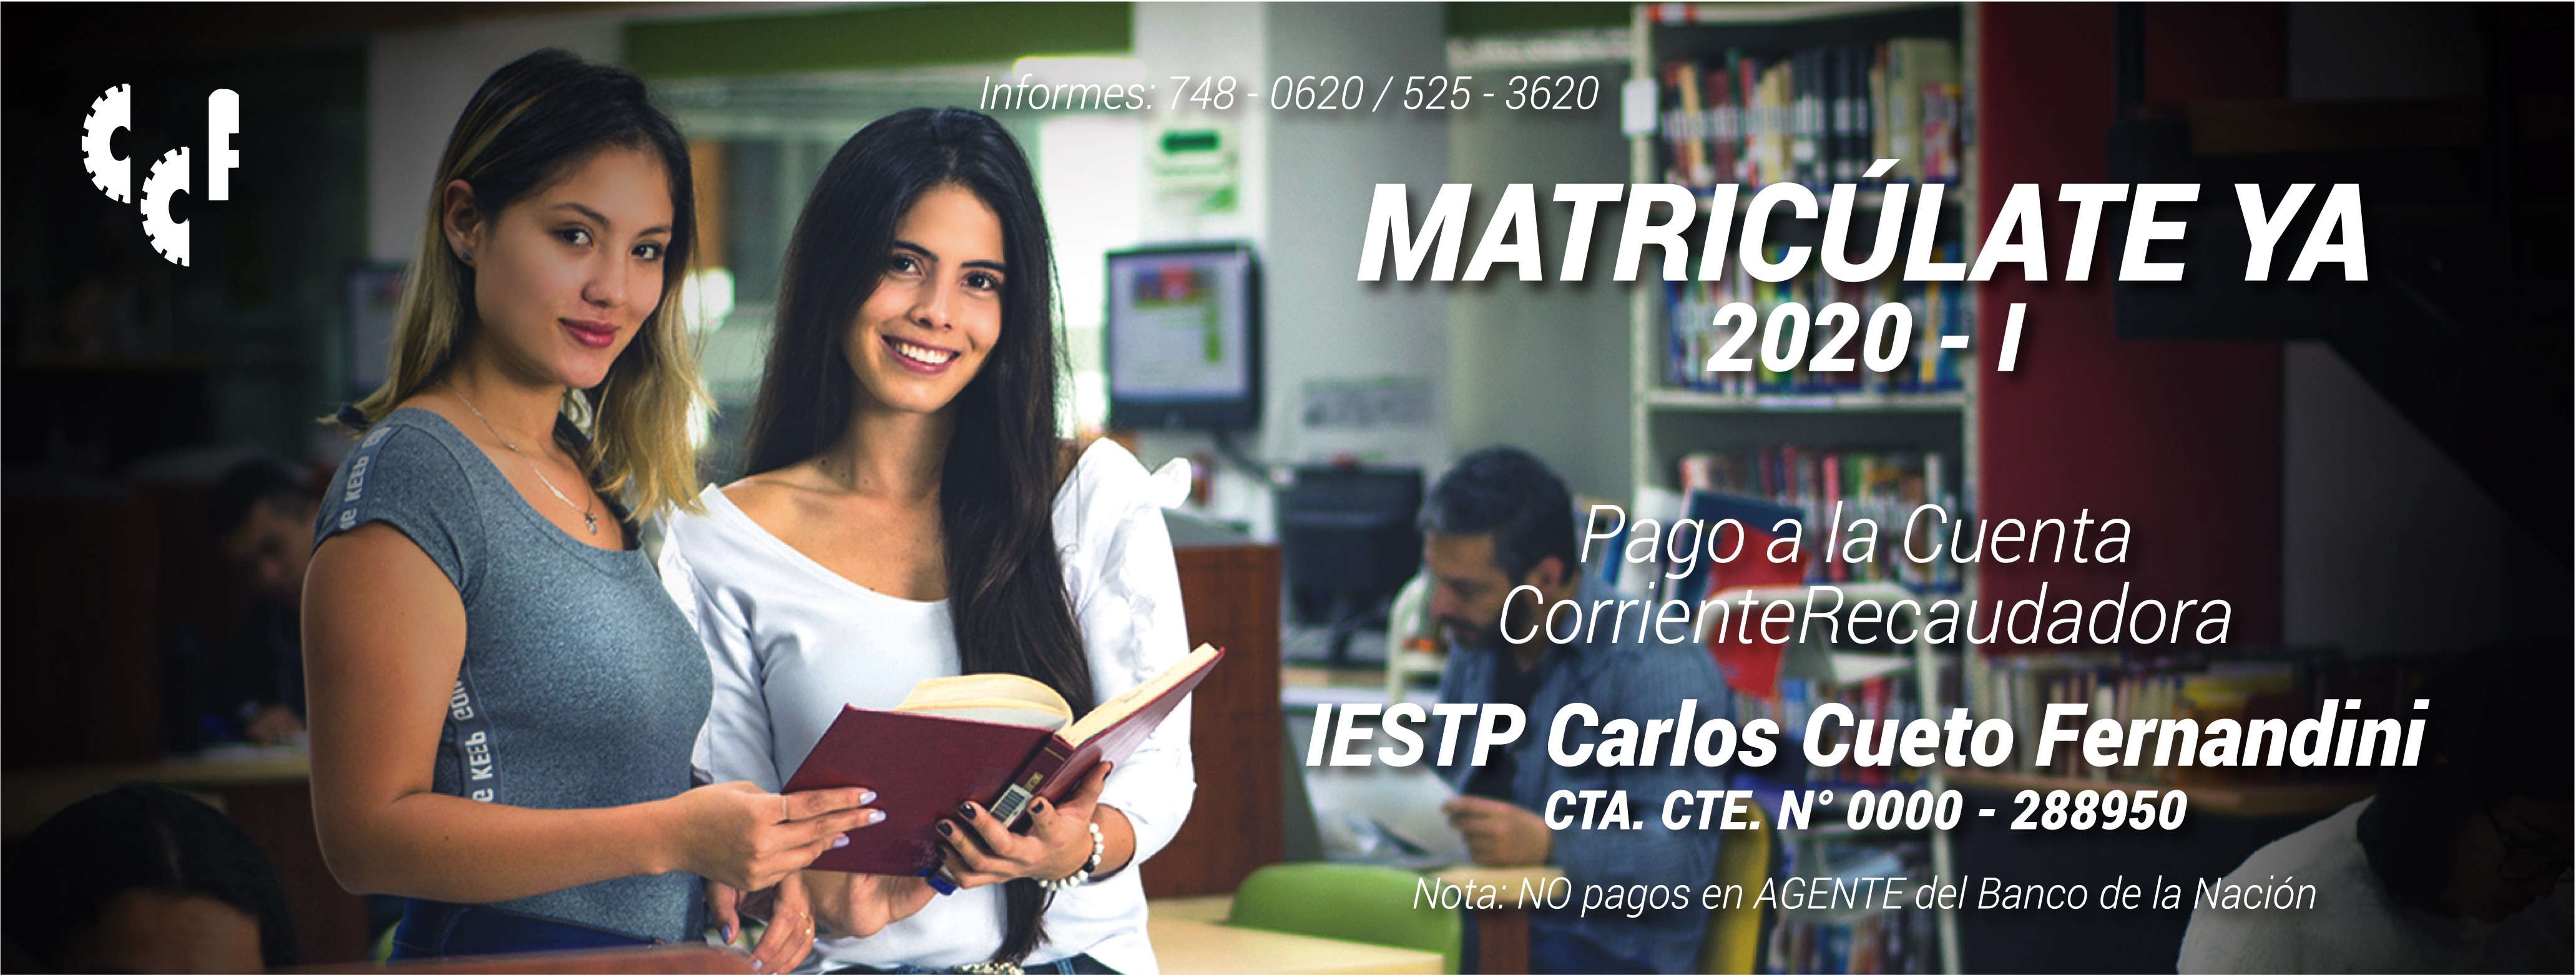 CCF
Informes: 748 - 0620 / 525 - 3620
MATRICÚLATE YA
2020 - I
Pago a la Cuenta
CorrienteRecaudadora
IESTP Carlos Cueto Fernandini
CTA. CTE. N° 0000 - 288950
Nota: NO pagos en AGENTE del Banco de la Nación